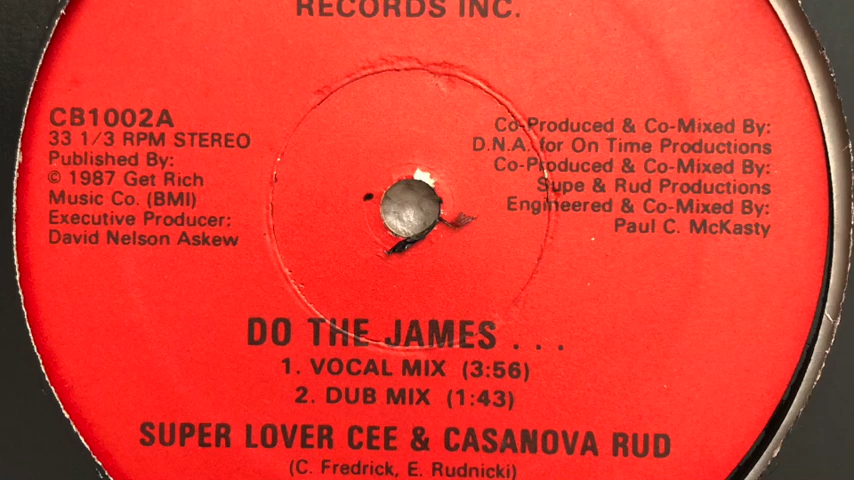 RECORDS INC.
CB1002A
33 1/3 RPM STEREO
Published By:
© 1987 Get Rich
Music Co. (BMI)
Executive Producer:
David Nelson Askew
Co-Produced & Co-Mixed By:
D.N.A. for On Time Productions
Co-Produced & Co-Mixed By:
Supe & Rud Productions
Engineered & Co-Mixed By:
Paul C. McKasty
DO THE JAMES . . .
1. VOCAL MIX (3:56)
2. DUB MIX (1:43)
SUPER LOVER CEE & CASANOVA RUD
(C. Fredrick, E. Rudnicki)